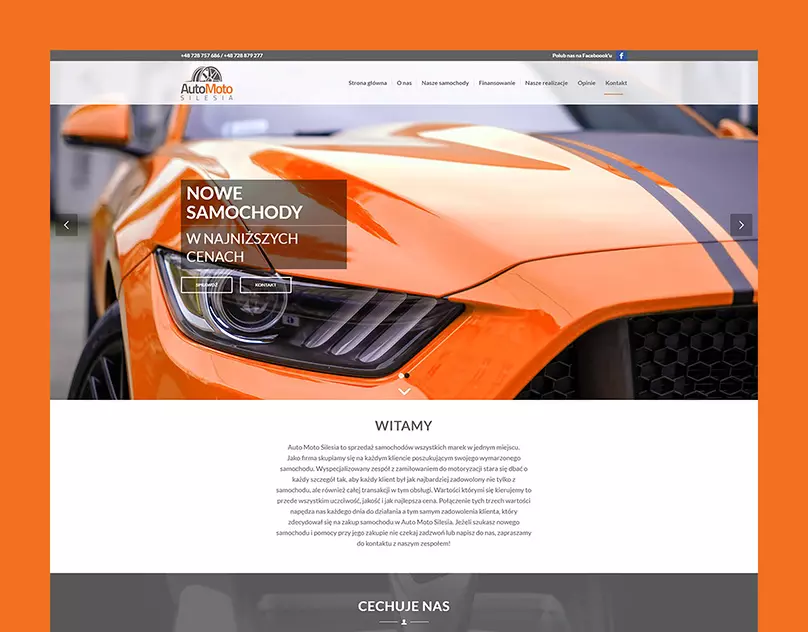 +48 728 757 686 / +48 728 879 277
Polub nas na Faceboook'u
f
AutoMoto
SILESIA
Strona główna
O nas
Nasze samochody
Finansowanie
Nasze realizacje
Opinie
Kontakt
NOWE
SAMOCHODY
W NAJNIŻSZYCH
CENACH
SPRAWDŹ
KONTAKT
WITAMY
Auto Moto Silesia to sprzedaż samochodów wszystkich marek w jednym miejscu.
Jako firma skupiamy się na każdym kliencie poszukującym swojego wymarzonego
samochodu. Wyspecjalizowany zespół z zamiłowaniem do motoryzacji stara się dbać o
każdy szczegół tak, aby każdy klient był jak najbardziej zadowolony nie tylko z
samochodu, ale również całej transakcji w tym obsługi. Wartości którymi się kierujemy to
przede wszystkim uczciwość, jakość i jak najlepsza cena. Połączenie tych trzech wartości
napędza nas każdego dnia do działania a tym samym zadowolenia klienta, który
zdecydował się na zakup samochodu w Auto Moto Silesia. Jeżeli szukasz nowego
samochodu i pomocy przy jego zakupie nie czekaj zadzwoń lub napisz do nas, zapraszamy
do kontaktu z naszym zespołem!
CECHUJE NAS